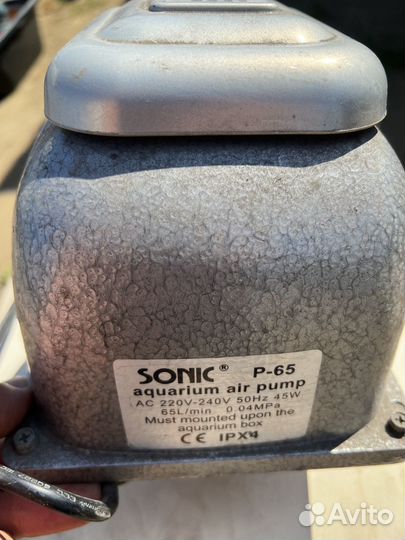 SONIC® P-65
aquarium air pump
AC 220V-240V 50Hz 45W
65L/min 0.04MPa
Must mounted upon the
aquarium box
CE IPX4
Avito